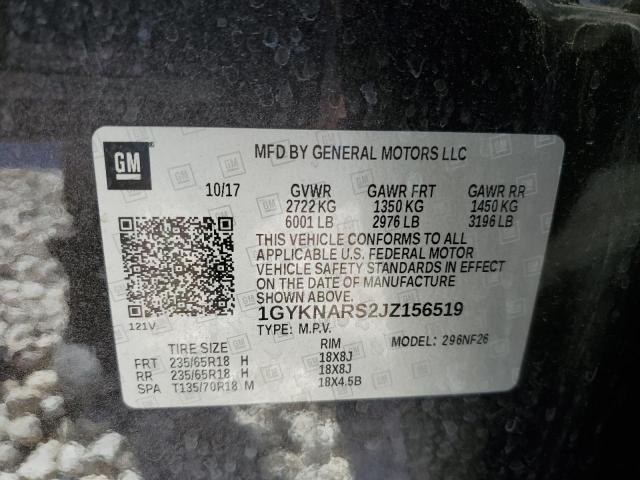 GM
MFD BY GENERAL MOTORS LLC
10/17 GVWR GAWR FRT GAWR RR
2722 KG 1350 KG 1450 KG
6001 LB 2976 LB 3196 LB
THIS VEHICLE CONFORMS TO ALL
APPLICABLE U.S. FEDERAL MOTOR
VEHICLE SAFETY STANDARDS IN EFFECT
ON THE DATE OF MANUFACTURE
SHOWN ABOVE.
1GYKNARS2JZ156519
121V TYPE: M.P.V. MODEL: 296NF26
TIRE SIZE RIM
FRT 235/65R18 H 18X8J
RR 235/65R18 H 18X8J
SPA T135/70R18 M 18X4.5B